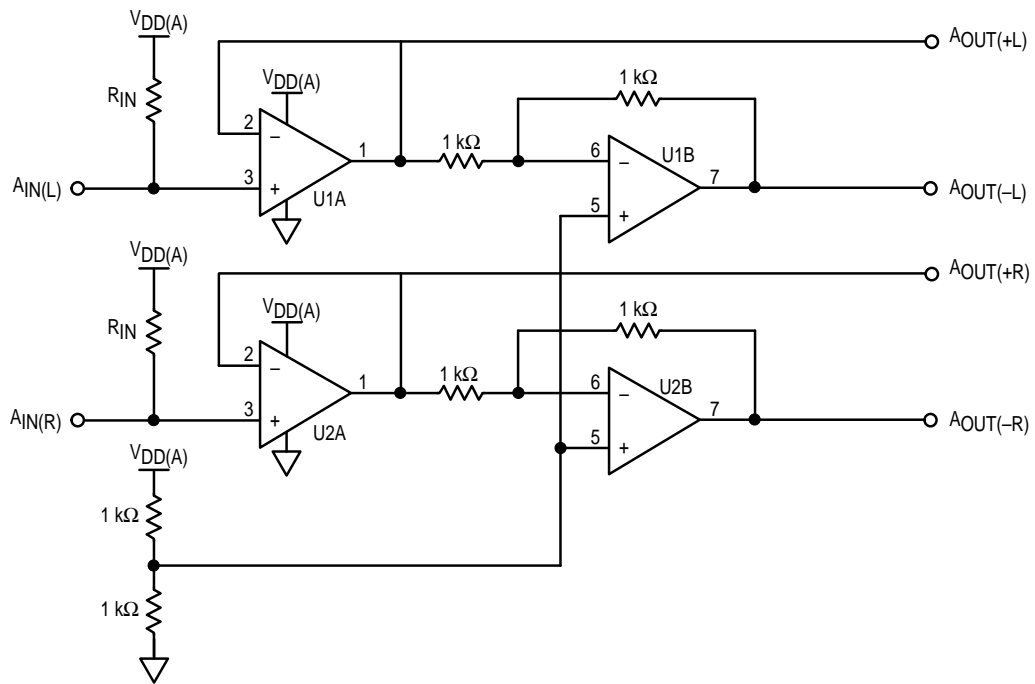 VDD(A)
RIN
AIN(L)
VDD(A)
2
−
3
+
1
U1A
1 kΩ
1 kΩ
6
−
5
+
U1B
7
AOUT(+L)
AOUT(−L)
VDD(A)
RIN
AIN(R)
VDD(A)
2
−
3
+
1
U2A
1 kΩ
1 kΩ
6
−
5
+
U2B
7
AOUT(+R)
AOUT(−R)
VDD(A)
1 kΩ
1 kΩ